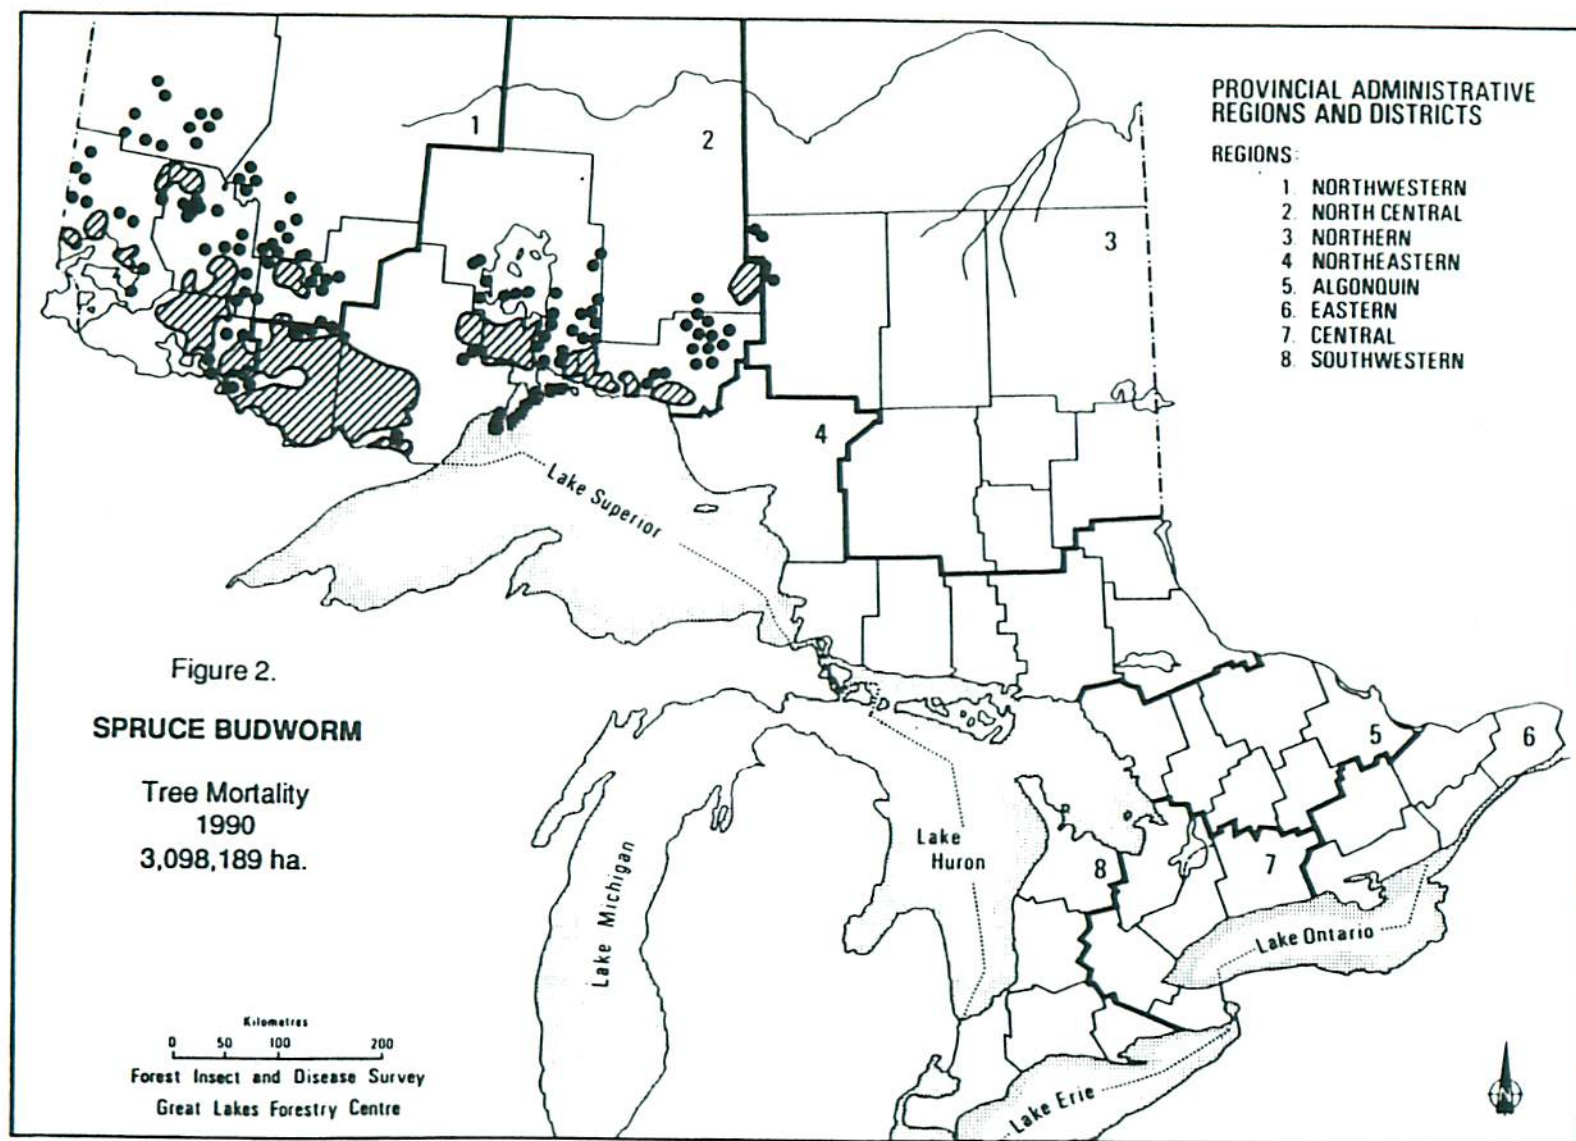 PROVINCIAL ADMINISTRATIVE
REGIONS AND DISTRICTS
REGIONS:
1. NORTHWESTERN
2. NORTH CENTRAL
3. NORTHERN
4. NORTHEASTERN
5. ALGONQUIN
6. EASTERN
7. CENTRAL
8. SOUTHWESTERN
1
2
3
4
Lake Superior
Figure 2.
SPRUCE BUDWORM
Tree Mortality
1990
3,098,189 ha.
5
6
Lake
Huron
8
7
Lake Michigan
Lake Ontario
Kilometres
0 50 100 200
Forest Insect and Disease Survey
Great Lakes Forestry Centre
Lake Erie
N